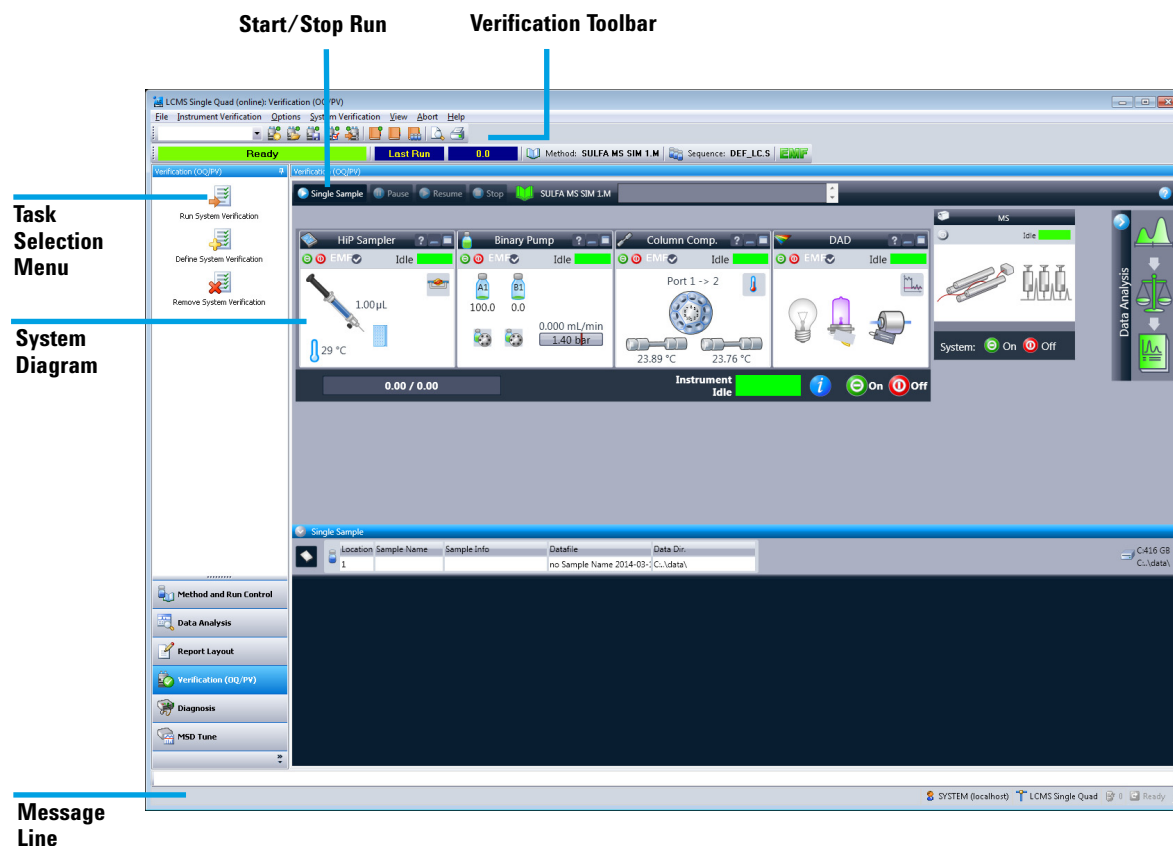 Start/Stop Run
Verification Toolbar
LCMS Single Quad (online): Verification (OQ/PV)
File Instrument Verification Options System Verification View Abort Help
Ready Last Run 0.0 Method: SULFA MS SIM 1.M Sequence: DEF_LC.S EMF
Verification (OQ/PV)
Verification (OQ/PV)
Single Sample Pause Resume Stop SULFA MS SIM 1.M
Task
Selection
Menu
Run System Verification
Define System Verification
Remove System Verification
System
Diagram
HiP Sampler ? Binary Pump ? Column Comp. ? DAD ?
MS
EMF Idle EMF Idle EMF Idle EMF Idle
Idle
1.00 µL
29 °C
A1 B1
100.0 0.0
0.000 mL/min
1.40 bar
Port 1 -> 2
23.89 °C 23.76 °C
System: On Off
Data Analysis
0.00 / 0.00
Instrument
Idle
On Off
Single Sample
Location Sample Name Sample Info Datafile Data Dir.
1 no Sample Name 2014-03-1 C:..\data\
C:416 GB
C:..\data\
Method and Run Control
Data Analysis
Report Layout
Verification (OQ/PV)
Diagnosis
MSD Tune
SYSTEM (localhost) LCMS Single Quad 0 Ready
Message
Line